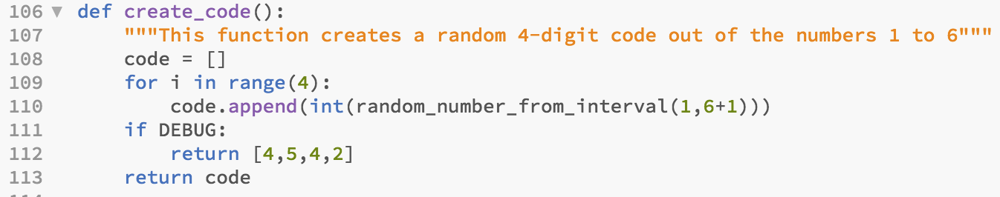 106 ▼ def create_code():
107 """This function creates a random 4-digit code out of the numbers 1 to 6"""
108 code = []
109 for i in range(4):
110 code.append(int(random_number_from_interval(1,6+1)))
111 if DEBUG:
112 return [4,5,4,2]
113 return code